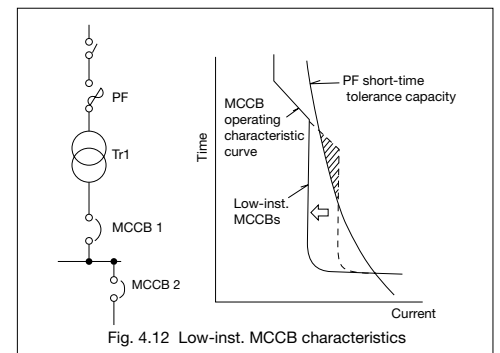 PF
Tr1
MCCB 1
MCCB 2
Time
MCCB
operating
characteristic
curve
PF short-time
tolerance capacity
Low-inst.
MCCBs
Current
Fig. 4.12 Low-inst. MCCB characteristics